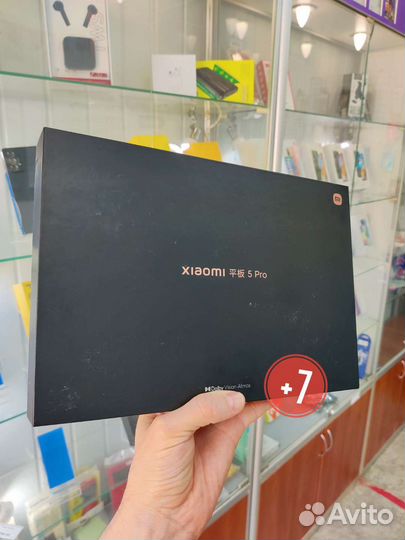 xiaomi 平板 5 Pro
Dolby Vision·Atmos
+7
Avito